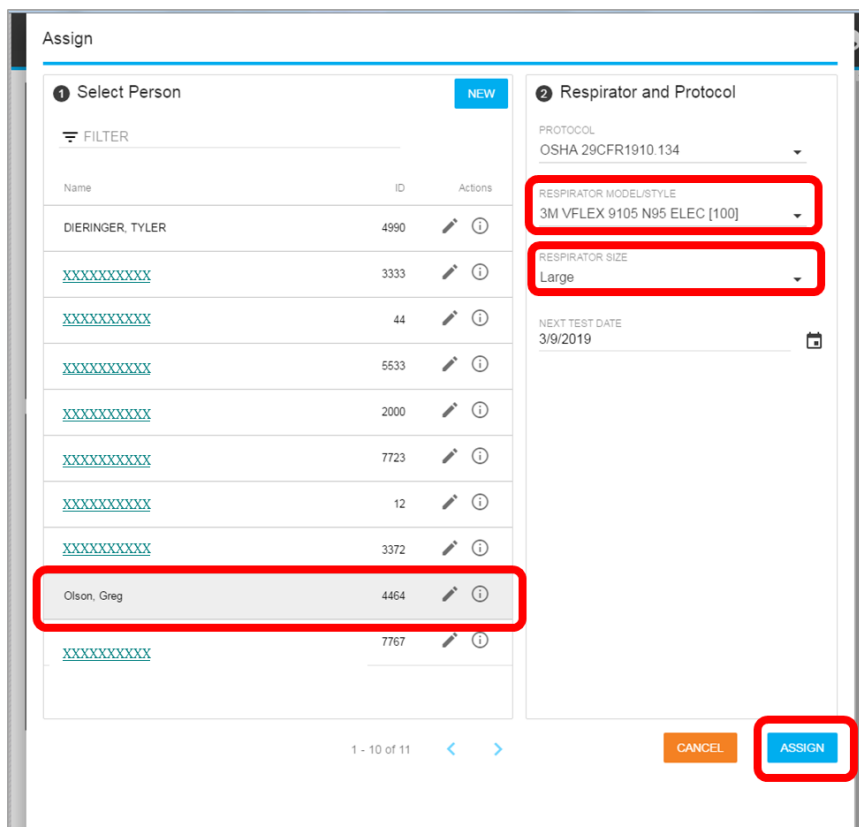 Assign
1 Select Person
NEW
FILTER
Name ID Actions
DIERINGER, TYLER 4990
XXXXXXXXXX 3333
XXXXXXXXXX 44
XXXXXXXXXX 5533
XXXXXXXXXX 2000
XXXXXXXXXX 7723
XXXXXXXXXX 12
XXXXXXXXXX 3372
Olson, Greg 4464
XXXXXXXXXX 7767
1 - 10 of 11
2 Respirator and Protocol
PROTOCOL
OSHA 29CFR1910.134
RESPIRATOR MODEL/STYLE
3M VFLEX 9105 N95 ELEC [100]
RESPIRATOR SIZE
Large
NEXT TEST DATE
3/9/2019
CANCEL
ASSIGN